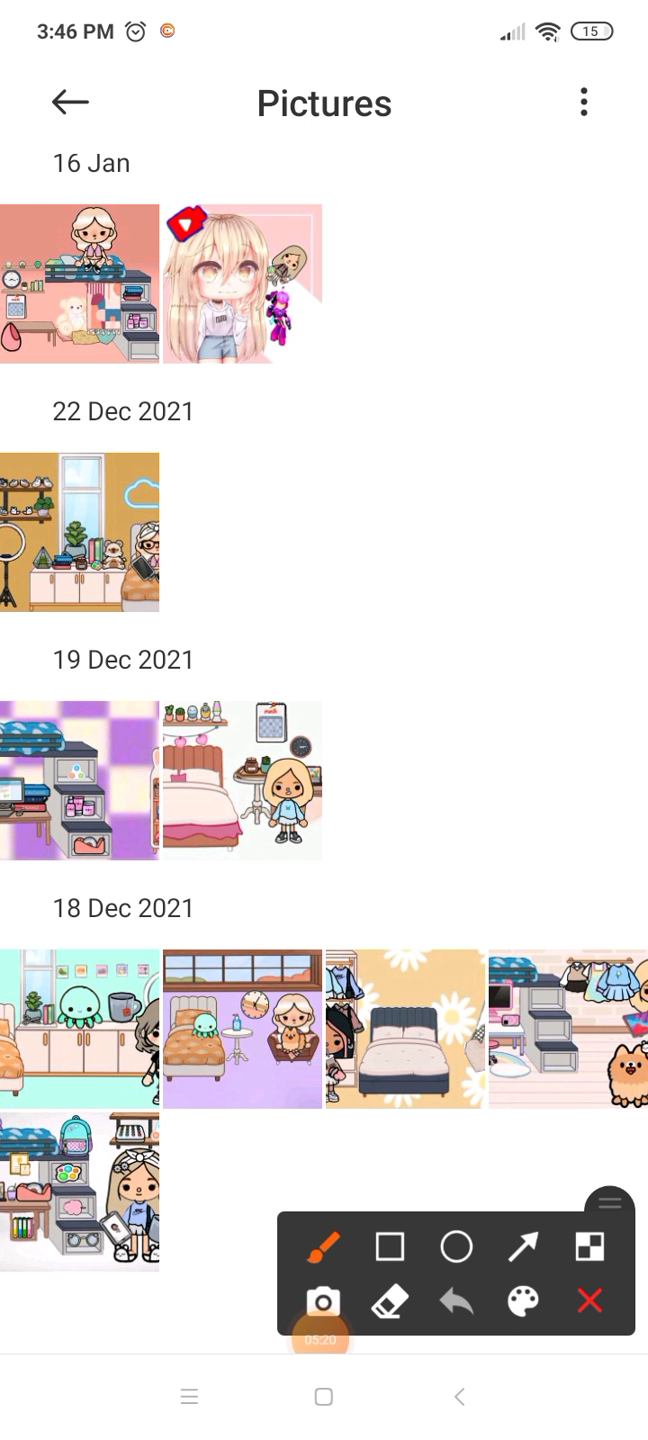 3:46 PM
15
Pictures
16 Jan
22 Dec 2021
19 Dec 2021
18 Dec 2021
05:20